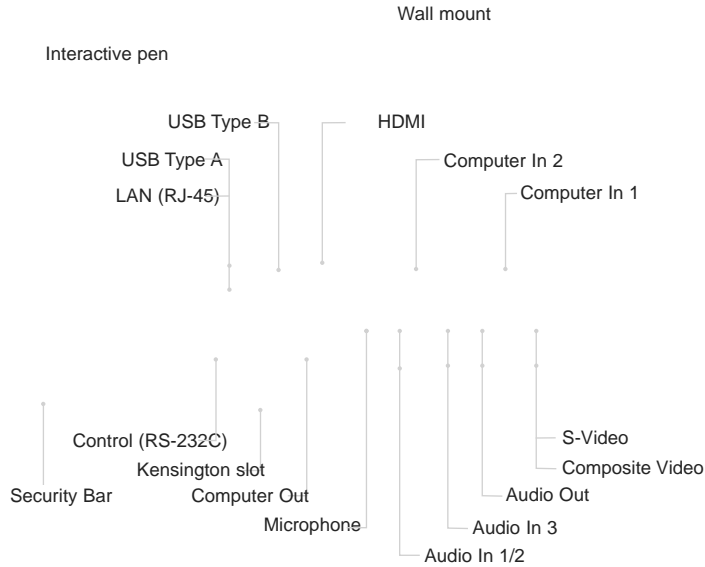 Wall mount
Interactive pen
USB Type B
HDMI
USB Type A
Computer In 2
LAN (RJ-45)
Computer In 1
Control (RS-232C)
S-Video
Kensington slot
Composite Video
Security Bar
Computer Out
Audio Out
Microphone
Audio In 3
Audio In 1/2